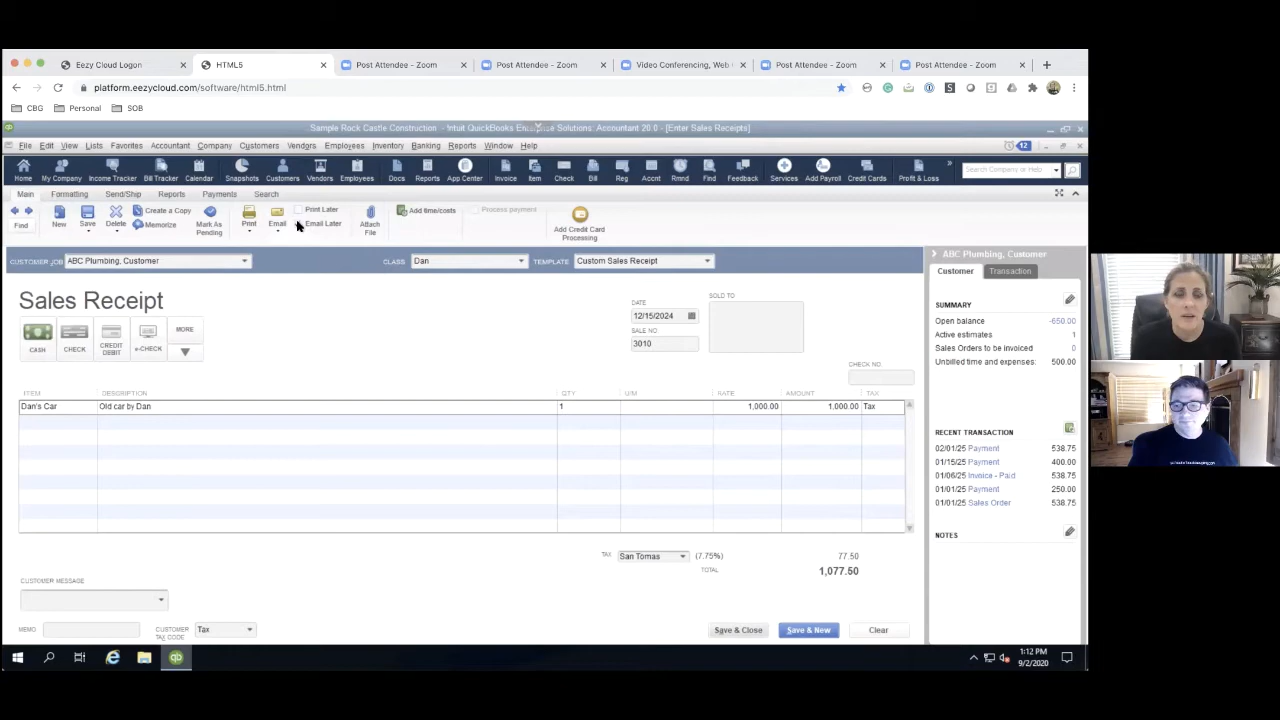 Eezy Cloud Logon
HTML5
Post Attendee - Zoom
Post Attendee - Zoom
Video Conferencing, Web
Post Attendee - Zoom
Post Attendee - Zoom
platform.eezycloud.com/software/html5.html
CBG
Personal
SOB
Sample Rock Castle Construction - Intuit QuickBooks Enterprise Solutions: Accountant 20.0 - [Enter Sales Receipts]
File Edit View Lists Favorites Accountant Company Customers Vendors Employees Inventory Banking Reports Window Help
12
Home My Company Income Tracker Bill Tracker Calendar Snapshots Customers Vendors Employees Docs Reports App Center Invoice Item Check Bill Reg Accnt Rmnd Find Feedback Services Add Payroll Credit Cards Profit & Loss
Search Company or Help
Main Formatting Send/Ship Reports Payments Search
Find
New
Save
Delete
Create a Copy
Memorize
Mark As
Pending
Print
Email
Print Later
Email Later
Attach
File
Add time/costs
Process payment
Add Credit Card
Processing
CUSTOMER:JOB ABC Plumbing, Customer
CLASS Dan
TEMPLATE Custom Sales Receipt
Sales Receipt
CASH
CHECK
CREDIT
DEBIT
e-CHECK
MORE
DATE
12/15/2024
SALE NO.
3010
SOLD TO
CHECK NO.
ITEM DESCRIPTION QTY U/M RATE AMOUNT TAX
Dan's Car Old car by Dan 1 1,000.00 1,000.00 Tax
TAX San Tomas (7.75%) 77.50
TOTAL 1,077.50
CUSTOMER MESSAGE
MEMO
CUSTOMER
TAX CODE
Tax
Save & Close
Save & New
Clear
ABC Plumbing, Customer
Customer
Transaction
SUMMARY
Open balance -650.00
Active estimates 1
Sales Orders to be invoiced 0
Unbilled time and expenses: 500.00
RECENT TRANSACTION
02/01/25 Payment 538.75
01/15/25 Payment 400.00
01/06/25 Invoice - Paid 538.75
01/01/25 Payment 250.00
01/01/25 Sales Order 538.75
NOTES
1:12 PM
9/2/2020